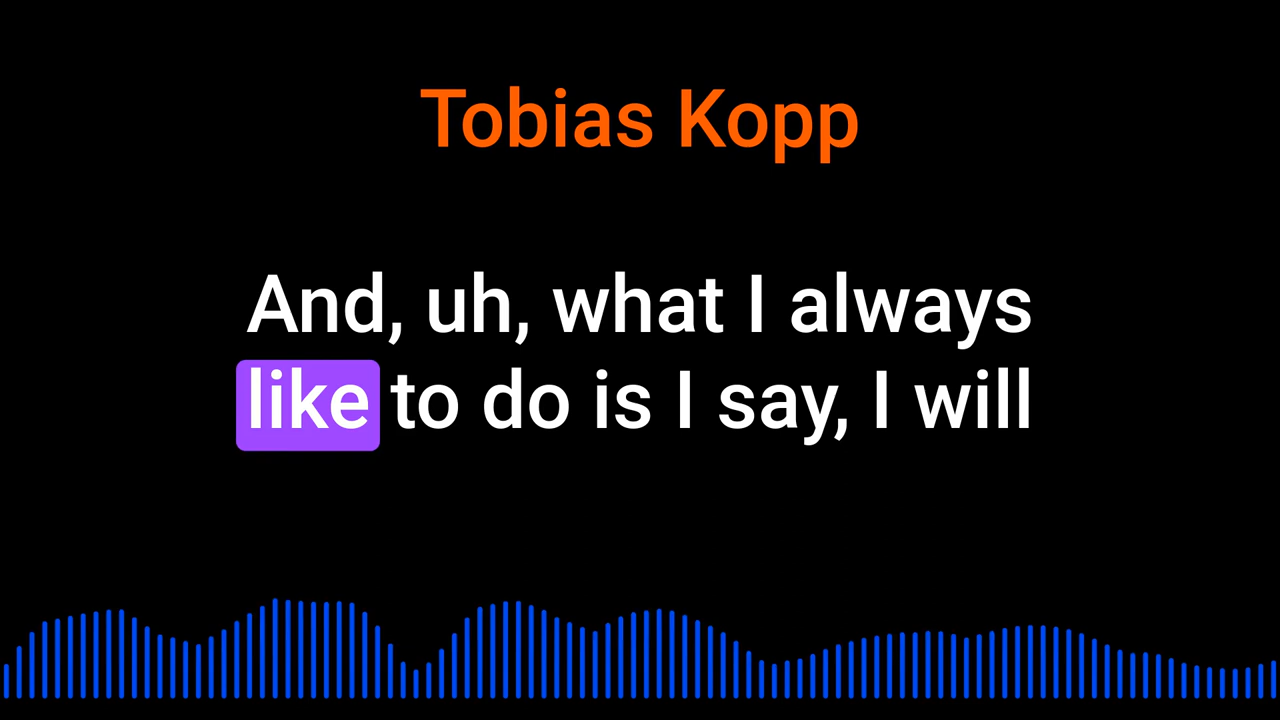 Tobias Kopp
And, uh, what I always
like to do is I say, I will